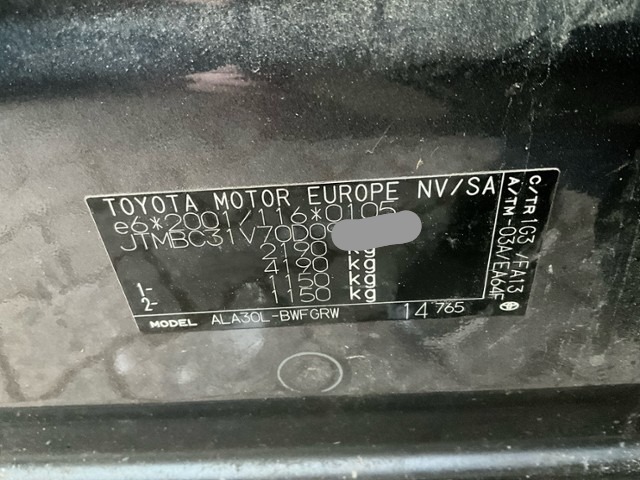 TOYOTA MOTOR EUROPE NV/SA
e6*2001/116*0105
JTMBC31V70D09
2190 kg
4190 kg
1- 1150 kg
2- 1150 kg
MODEL ALA30L-BWFGRW 14 765
C/TR 1G3 /FA13
A/TM -03A/EA64F